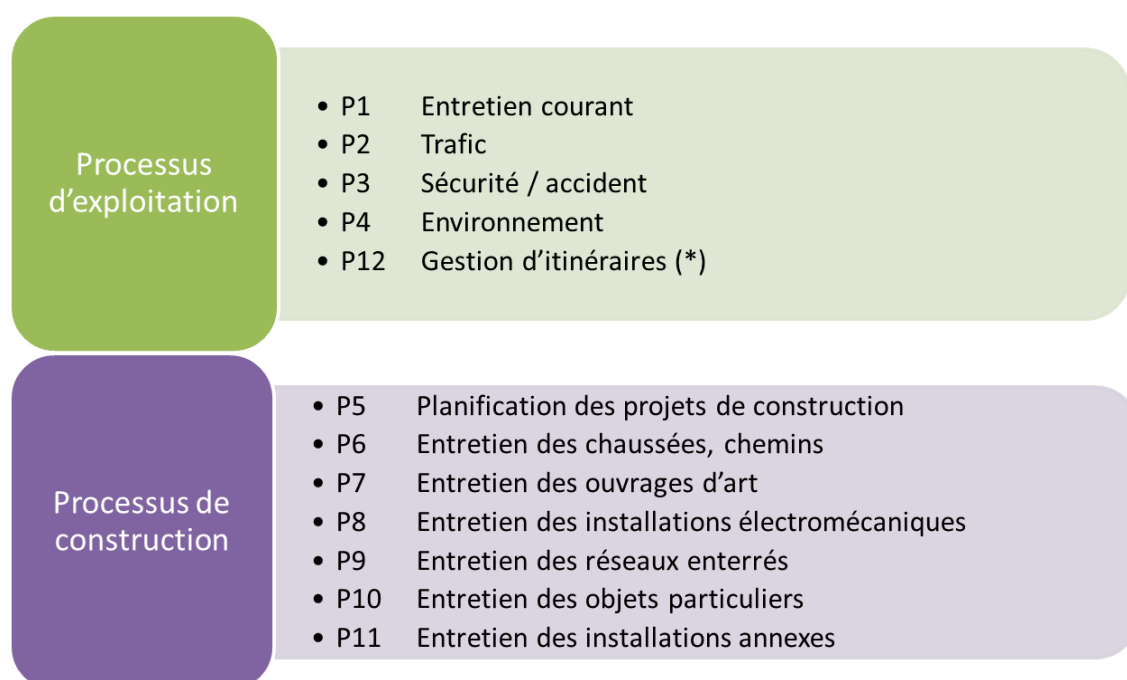 Processus
d’exploitation
• P1 Entretien courant
• P2 Trafic
• P3 Sécurité / accident
• P4 Environnement
• P12 Gestion d’itinéraires (*)
Processus de
construction
• P5 Planification des projets de construction
• P6 Entretien des chaussées, chemins
• P7 Entretien des ouvrages d’art
• P8 Entretien des installations électromécaniques
• P9 Entretien des réseaux enterrés
• P10 Entretien des objets particuliers
• P11 Entretien des installations annexes